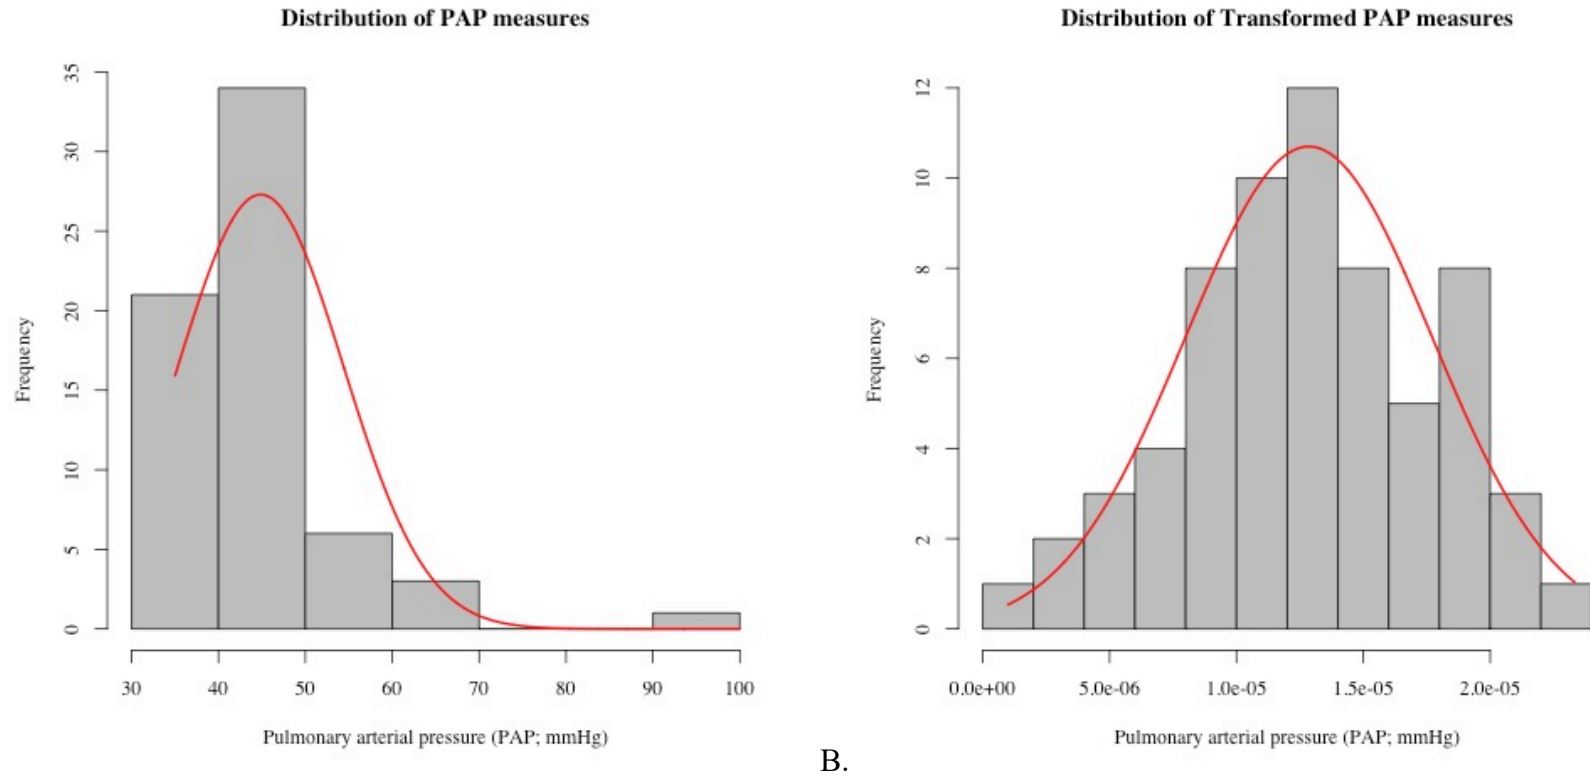 Distribution of PAP measures
35
30
25
20
15
10
5
0
Frequency
30 40 50 60 70 80 90 100
Pulmonary arterial pressure (PAP; mmHg)
B.
Distribution of Transformed PAP measures
12
10
8
6
4
2
0
Frequency
0.0e+00 5.0e-06 1.0e-05 1.5e-05 2.0e-05
Pulmonary arterial pressure (PAP; mmHg)